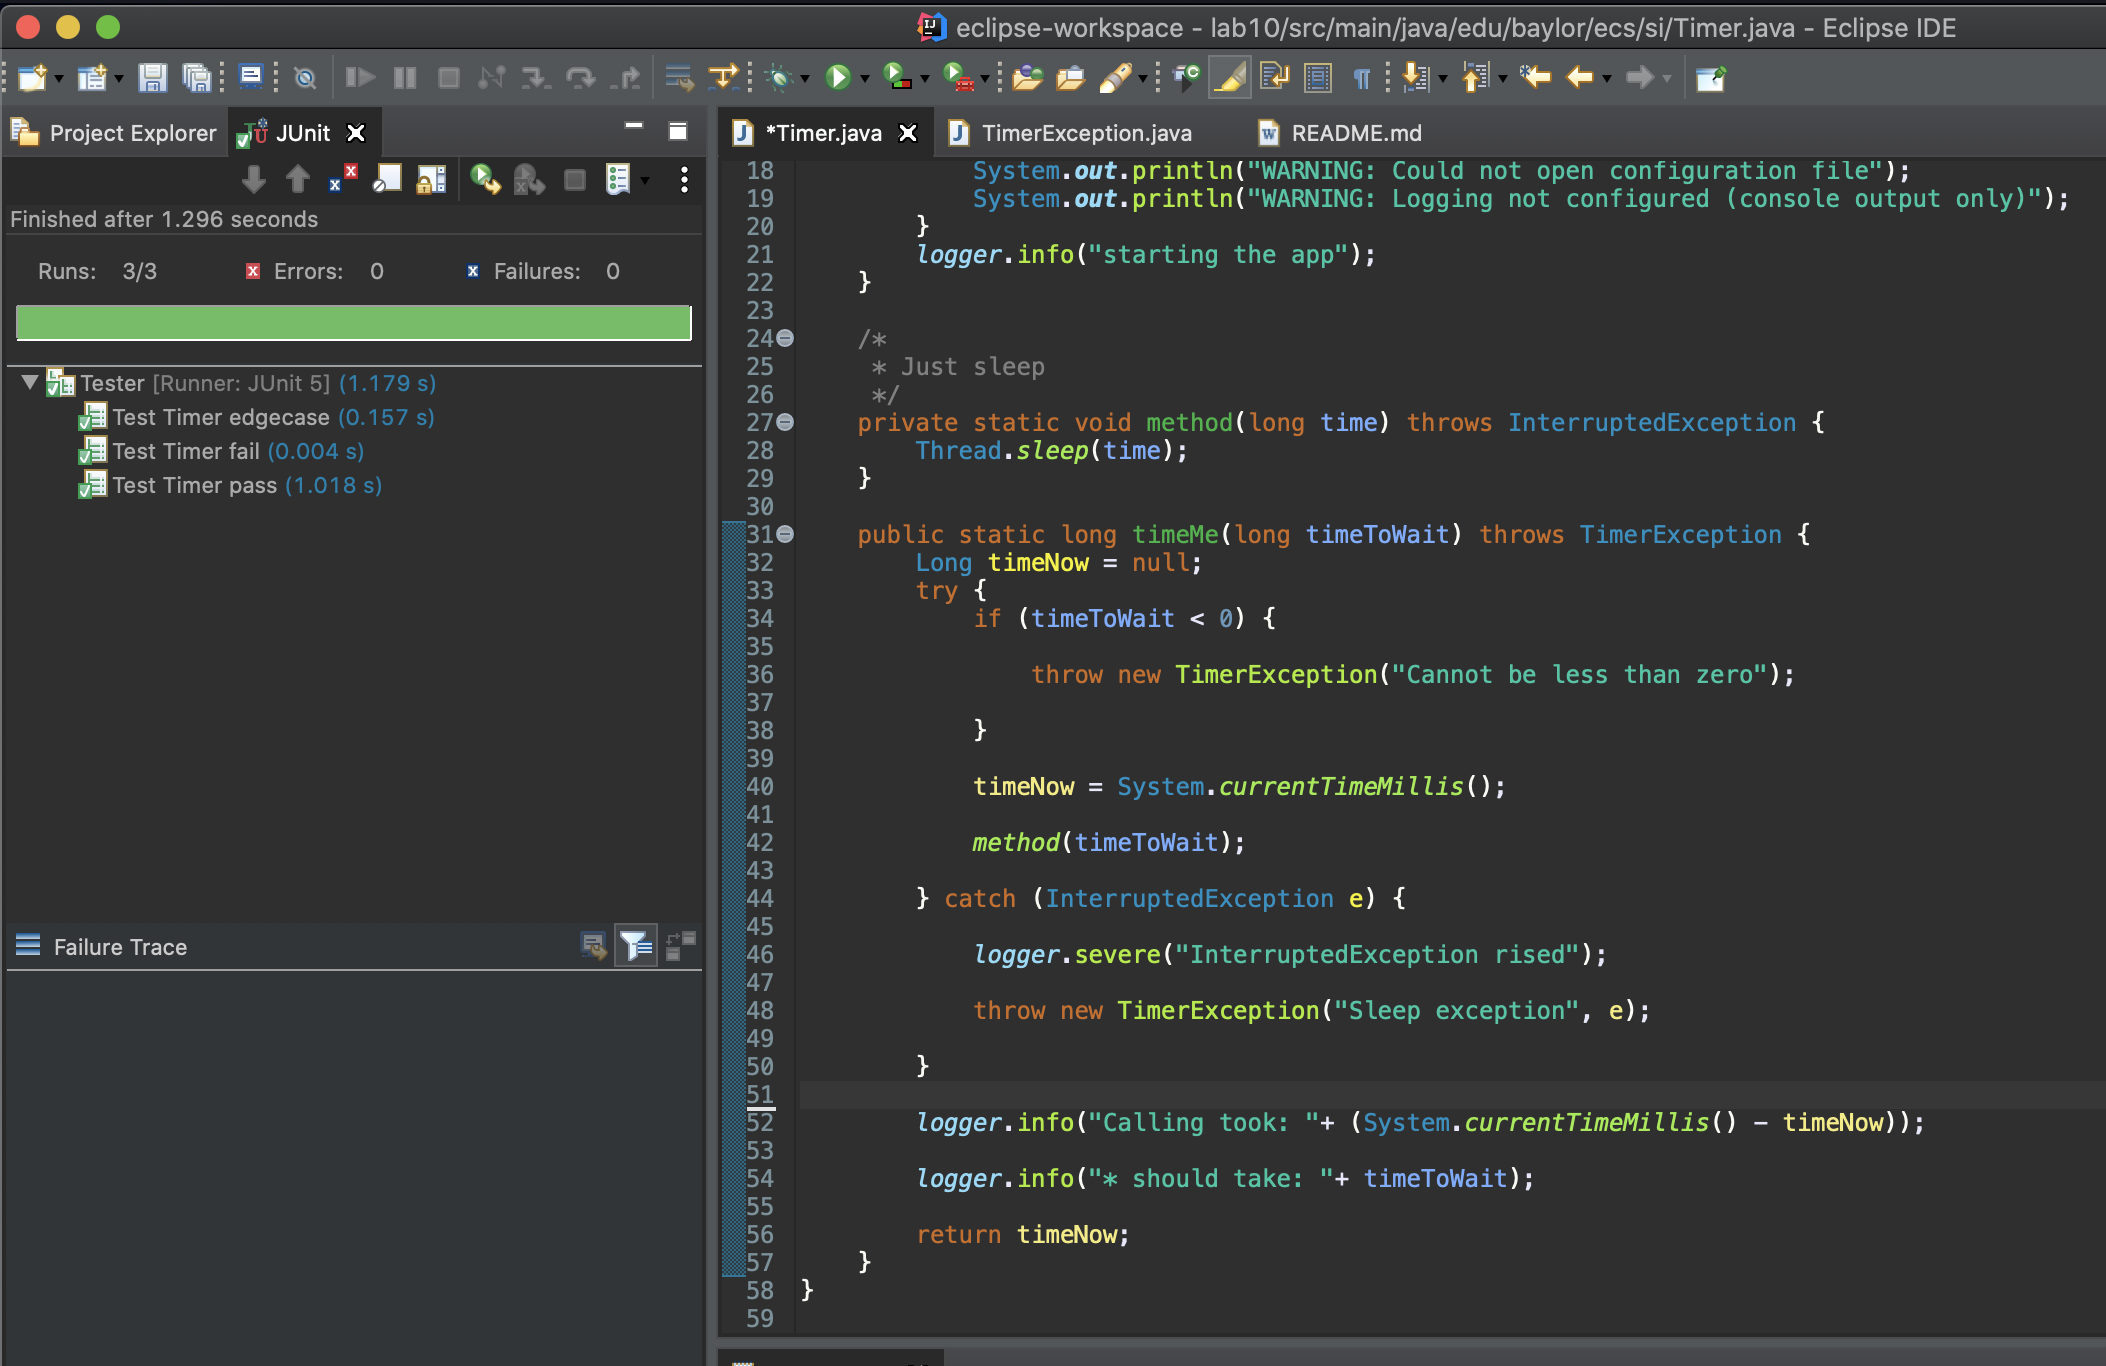 eclipse-workspace - lab10/src/main/java/edu/baylor/ecs/si/Timer.java - Eclipse IDE
Project Explorer
JUnit
Finished after 1.296 seconds
Runs: 3/3
Errors: 0
Failures: 0
Tester [Runner: JUnit 5] (1.179 s)
Test Timer edgecase (0.157 s)
Test Timer fail (0.004 s)
Test Timer pass (1.018 s)
Failure Trace
*Timer.java
TimerException.java
README.md
18 System.out.println("WARNING: Could not open configuration file");
19 System.out.println("WARNING: Logging not configured (console output only)");
20 }
21 logger.info("starting the app");
22 }
23
24 /*
25 * Just sleep
26 */
27 private static void method(long time) throws InterruptedException {
28 Thread.sleep(time);
29 }
30
31 public static long timeMe(long timeToWait) throws TimerException {
32 Long timeNow = null;
33 try {
34 if (timeToWait < 0) {
35
36 throw new TimerException("Cannot be less than zero");
37
38 }
39
40 timeNow = System.currentTimeMillis();
41
42 method(timeToWait);
43
44 } catch (InterruptedException e) {
45
46 logger.severe("InterruptedException rised");
47
48 throw new TimerException("Sleep exception", e);
49
50 }
51
52 logger.info("Calling took: "+ (System.currentTimeMillis() - timeNow));
53
54 logger.info("* should take: "+ timeToWait);
55
56 return timeNow;
57 }
58 }
59